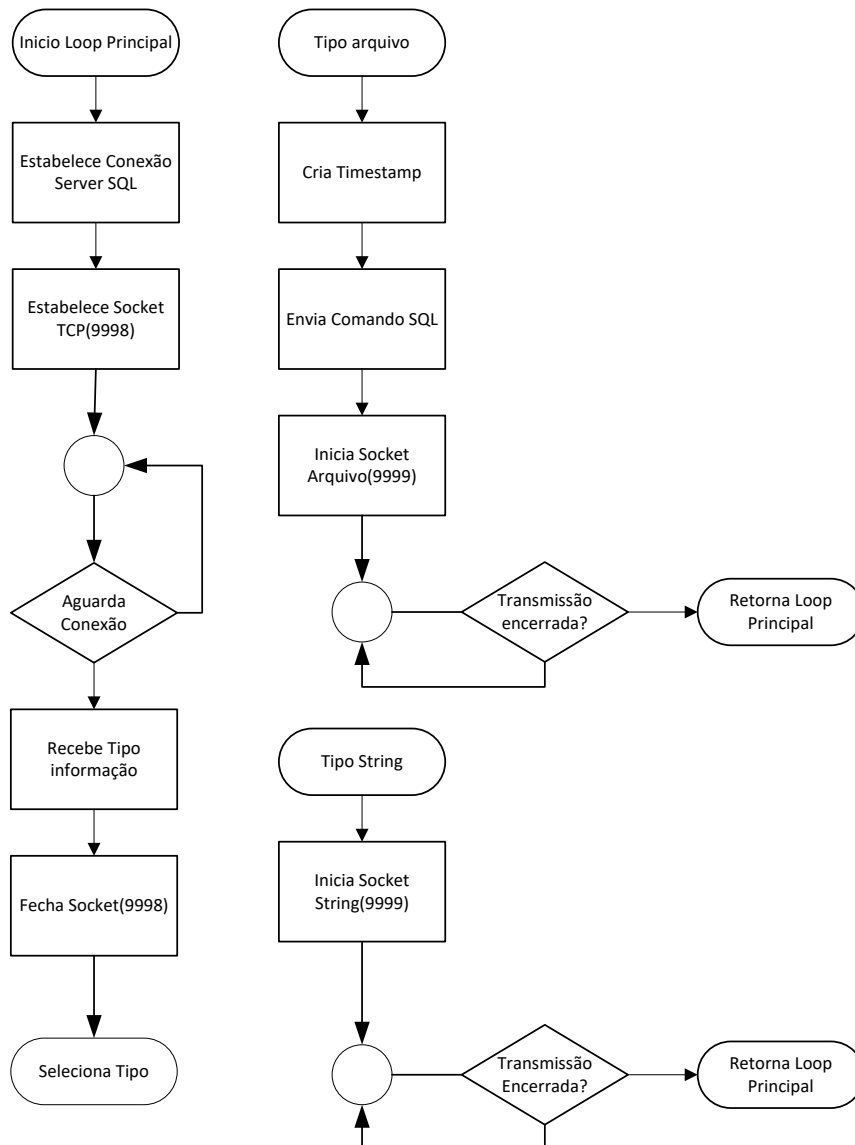 Inicio Loop Principal
Estabelece Conexão
Server SQL
Estabelece Socket
TCP(9998)
Aguarda
Conexão
Recebe Tipo
informação
Fecha Socket(9998)
Seleciona Tipo
Tipo arquivo
Cria Timestamp
Envia Comando SQL
Inicia Socket
Arquivo(9999)
Transmissão
encerrada?
Retorna Loop
Principal
Tipo String
Inicia Socket
String(9999)
Transmissão
Encerrada?
Retorna Loop
Principal